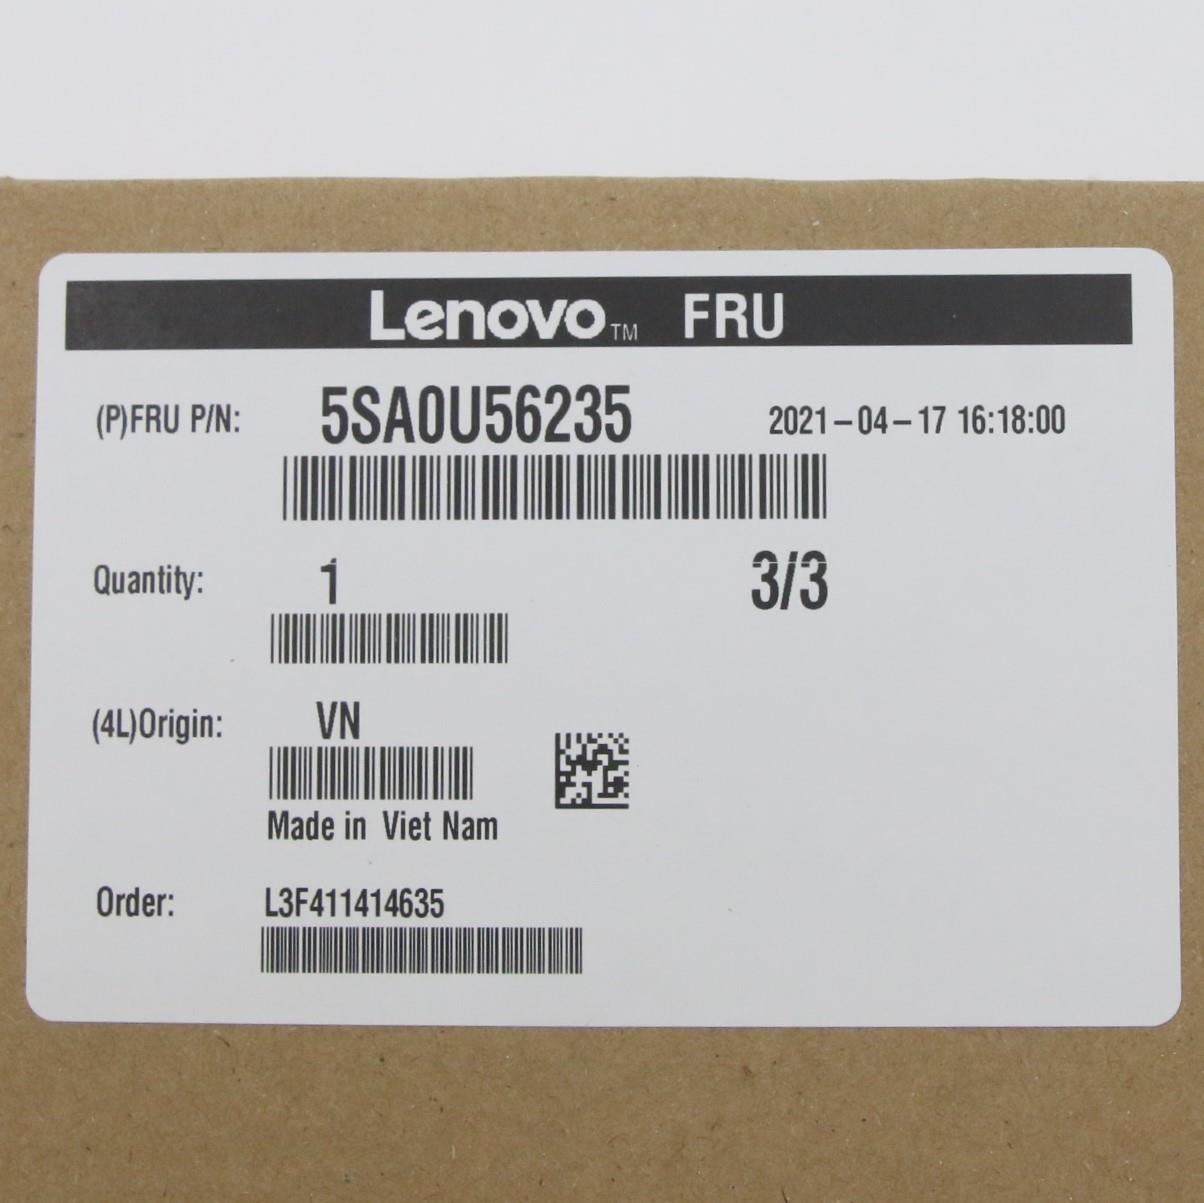 Lenovo™ FRU
(P)FRU P/N: 5SA0U56235 2021-04-17 16:18:00
Quantity: 1 3/3
(4L)Origin: VN
Made in Viet Nam
Order: L3F411414635